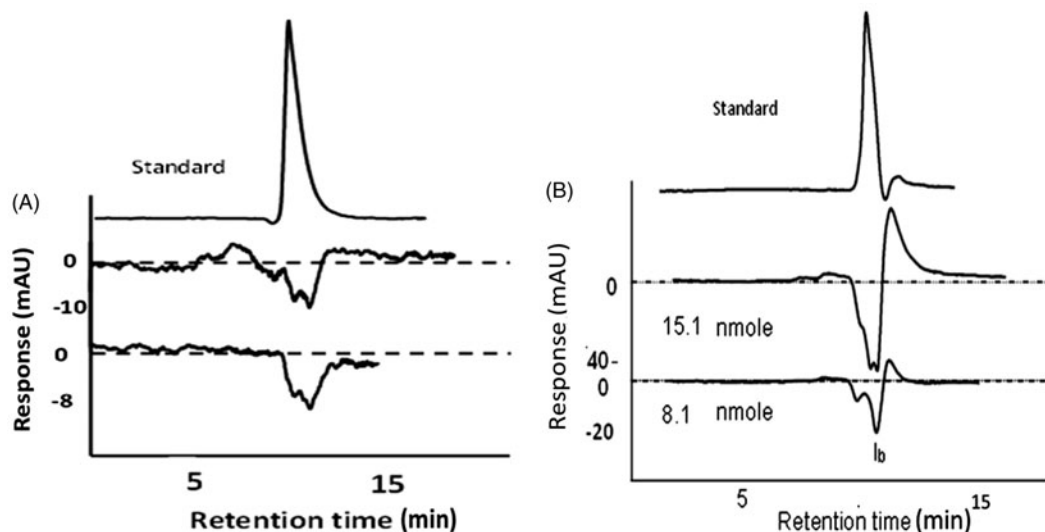 (A)
Standard
Response (mAU)
0
-10
0
-8
5
15
Retention time (min)
(B)
Standard
Response (mAU)
0
15.1 nmole
40-
0
8.1 nmole
-20
Ib
5
15
Retention time (min)